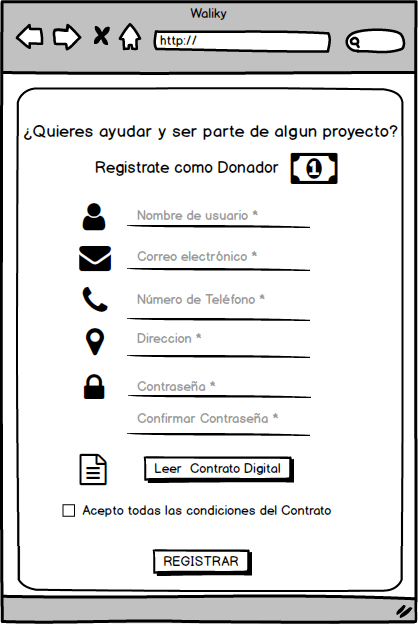 Waliky
http://
¿Quieres ayudar y ser parte de algun proyecto?
Registrate como Donador
1
Nombre de usuario *
Correo electrónico *
Número de Teléfono *
Direccion *
Contraseña *
Confirmar Contraseña *
Leer Contrato Digital
Acepto todas las condiciones del Contrato
REGISTRAR